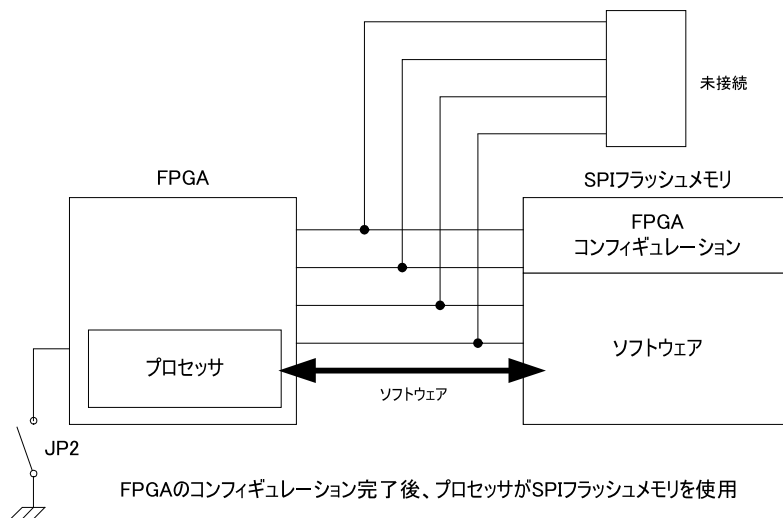 未接続
FPGA
SPIフラッシュメモリ
FPGA
コンフィギュレーション
プロセッサ
ソフトウェア
ソフトウェア
JP2
FPGAのコンフィギュレーション完了後、プロセッサがSPIフラッシュメモリを使用